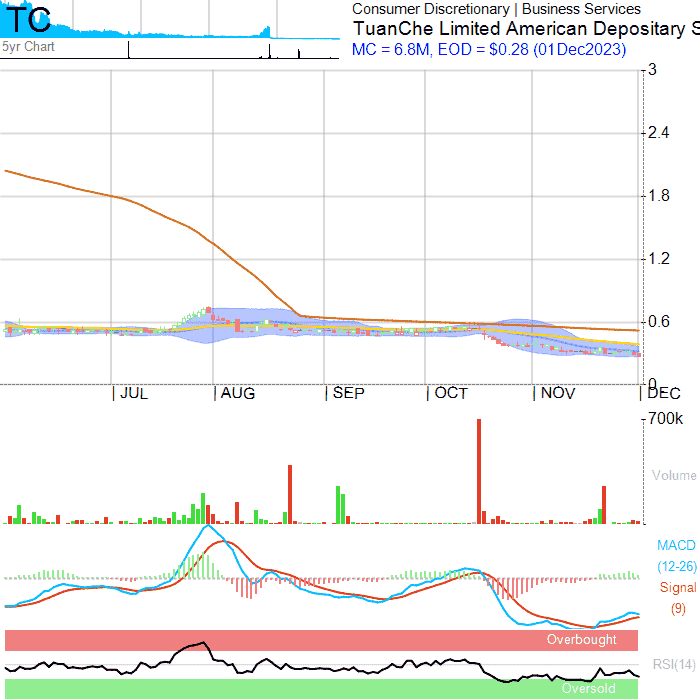 TC
5yr Chart
Consumer Discretionary | Business Services
TuanChe Limited American Depositary S
MC = 6.8M, EOD = $0.28 (01Dec2023)
3
2.4
1.8
1.2
0.6
0
JUL
AUG
SEP
OCT
NOV
DEC
700k
Volume
MACD
(12-26)
Signal
(9)
Overbought
RSI(14)
Oversold